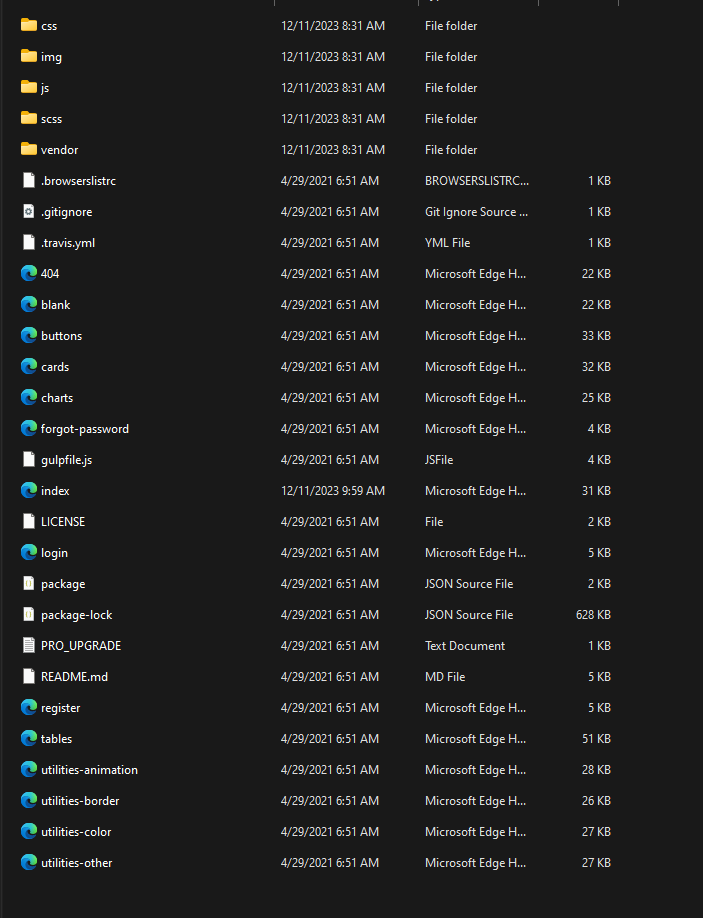 css 12/11/2023 8:31 AM File folder
img 12/11/2023 8:31 AM File folder
js 12/11/2023 8:31 AM File folder
scss 12/11/2023 8:31 AM File folder
vendor 12/11/2023 8:31 AM File folder
.browserslistrc 4/29/2021 6:51 AM BROWSERSLISTRC... 1 KB
.gitignore 4/29/2021 6:51 AM Git Ignore Source ... 1 KB
.travis.yml 4/29/2021 6:51 AM YML File 1 KB
404 4/29/2021 6:51 AM Microsoft Edge H... 22 KB
blank 4/29/2021 6:51 AM Microsoft Edge H... 22 KB
buttons 4/29/2021 6:51 AM Microsoft Edge H... 33 KB
cards 4/29/2021 6:51 AM Microsoft Edge H... 32 KB
charts 4/29/2021 6:51 AM Microsoft Edge H... 25 KB
forgot-password 4/29/2021 6:51 AM Microsoft Edge H... 4 KB
gulpfile.js 4/29/2021 6:51 AM JSFile 4 KB
index 12/11/2023 9:59 AM Microsoft Edge H... 31 KB
LICENSE 4/29/2021 6:51 AM File 2 KB
login 4/29/2021 6:51 AM Microsoft Edge H... 5 KB
package 4/29/2021 6:51 AM JSON Source File 2 KB
package-lock 4/29/2021 6:51 AM JSON Source File 628 KB
PRO_UPGRADE 4/29/2021 6:51 AM Text Document 1 KB
README.md 4/29/2021 6:51 AM MD File 5 KB
register 4/29/2021 6:51 AM Microsoft Edge H... 5 KB
tables 4/29/2021 6:51 AM Microsoft Edge H... 51 KB
utilities-animation 4/29/2021 6:51 AM Microsoft Edge H... 28 KB
utilities-border 4/29/2021 6:51 AM Microsoft Edge H... 26 KB
utilities-color 4/29/2021 6:51 AM Microsoft Edge H... 27 KB
utilities-other 4/29/2021 6:51 AM Microsoft Edge H... 27 KB